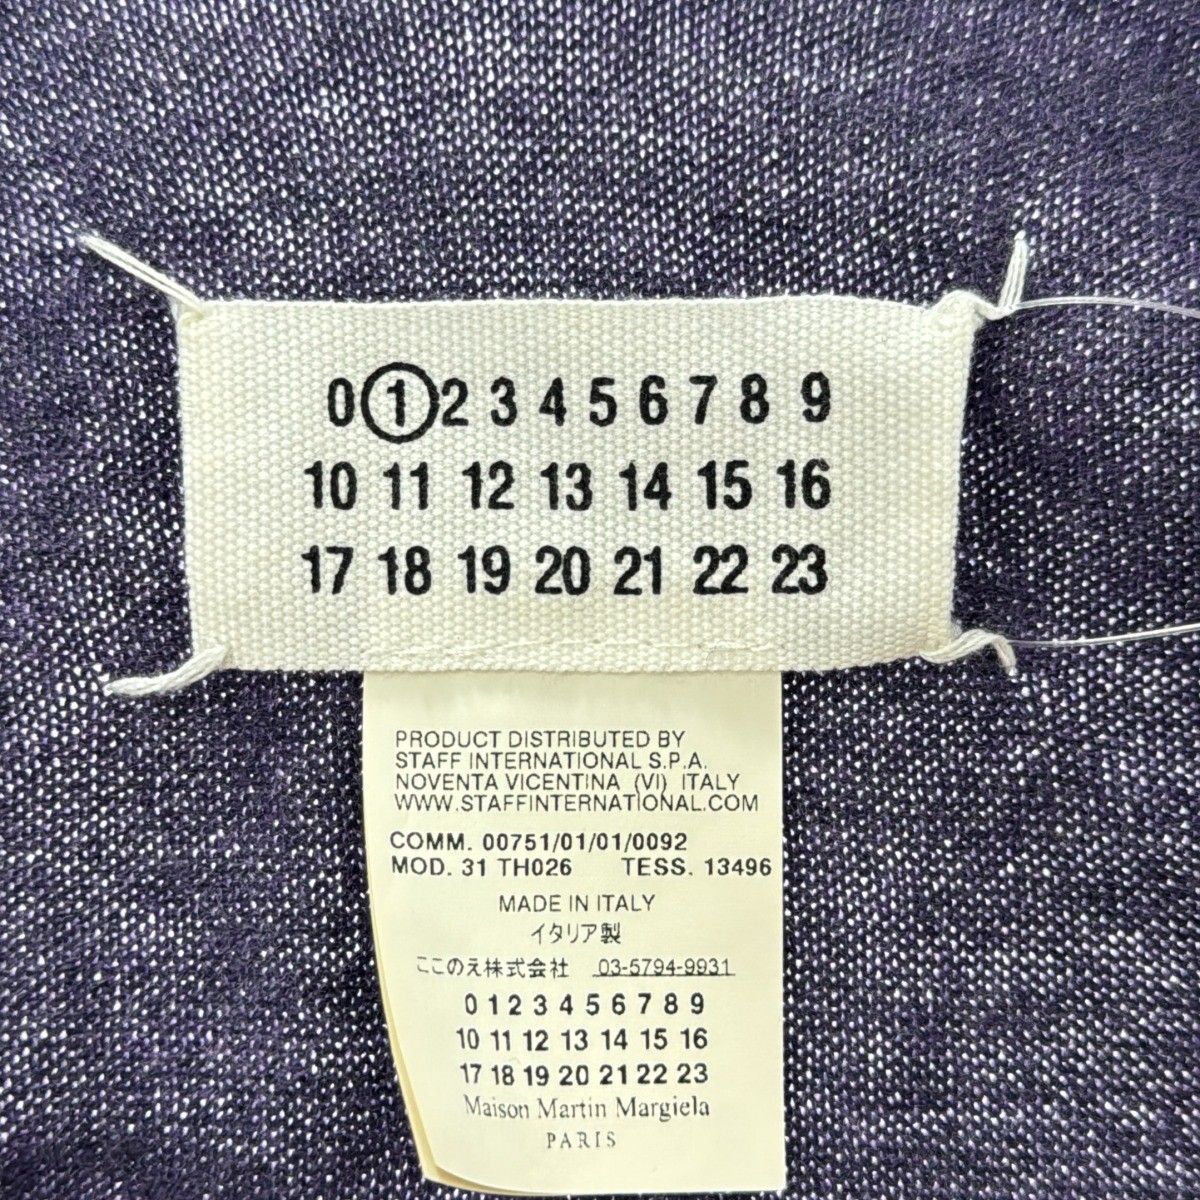 0 1 2 3 4 5 6 7 8 9
10 11 12 13 14 15 16
17 18 19 20 21 22 23
PRODUCT DISTRIBUTED BY
STAFF INTERNATIONAL S.P.A.
NOVENTA VICENTINA (VI) ITALY
WWW.STAFFINTERNATIONAL.COM
COMM. 00751/01/01/0092
MOD. 31 TH026 TESS. 13496
MADE IN ITALY
イタリア製
ここのえ株式会社 03-5794-9931
0 1 2 3 4 5 6 7 8 9
10 11 12 13 14 15 16
17 18 19 20 21 22 23
Maison Martin Margiela
PARIS